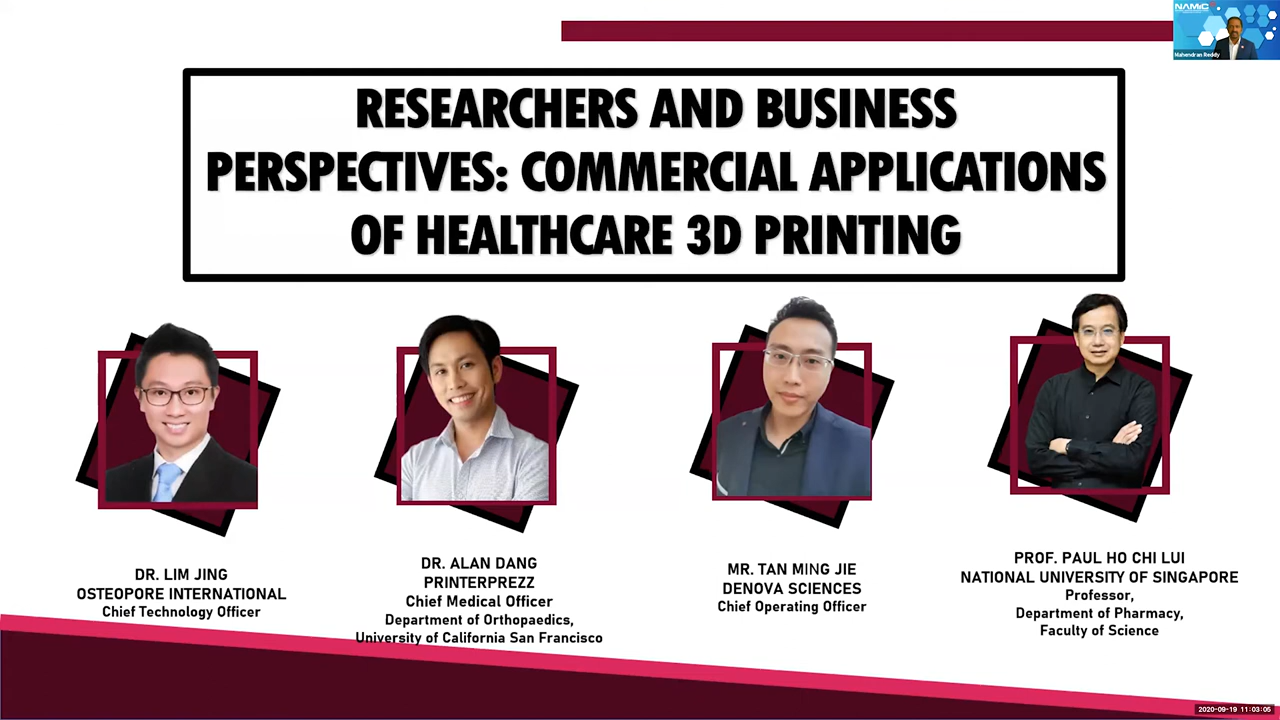 NAMIC
Mahendran Reddy
RESEARCHERS AND BUSINESS
PERSPECTIVES: COMMERCIAL APPLICATIONS
OF HEALTHCARE 3D PRINTING
DR. LIM JING
OSTEOPORE INTERNATIONAL
Chief Technology Officer
DR. ALAN DANG
PRINTERPREZZ
Chief Medical Officer
Department of Orthopaedics,
University of California San Francisco
MR. TAN MING JIE
DENOVA SCIENCES
Chief Operating Officer
PROF. PAUL HO CHI LUI
NATIONAL UNIVERSITY OF SINGAPORE
Professor,
Department of Pharmacy,
Faculty of Science
2020-09-19 11:03:05